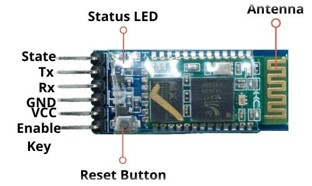 Antenna
Status LED
State
Tx
Rx
GND
VCC
Enable
Key
Reset Button